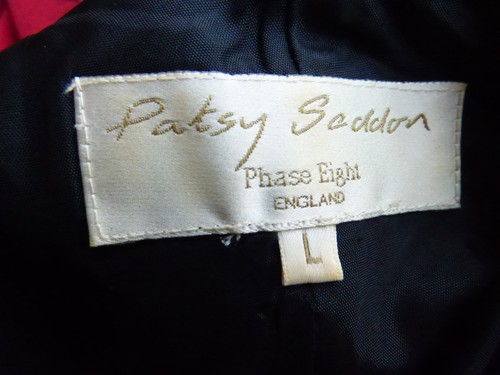 Patsy Seddon
Phase Eight
ENGLAND
L